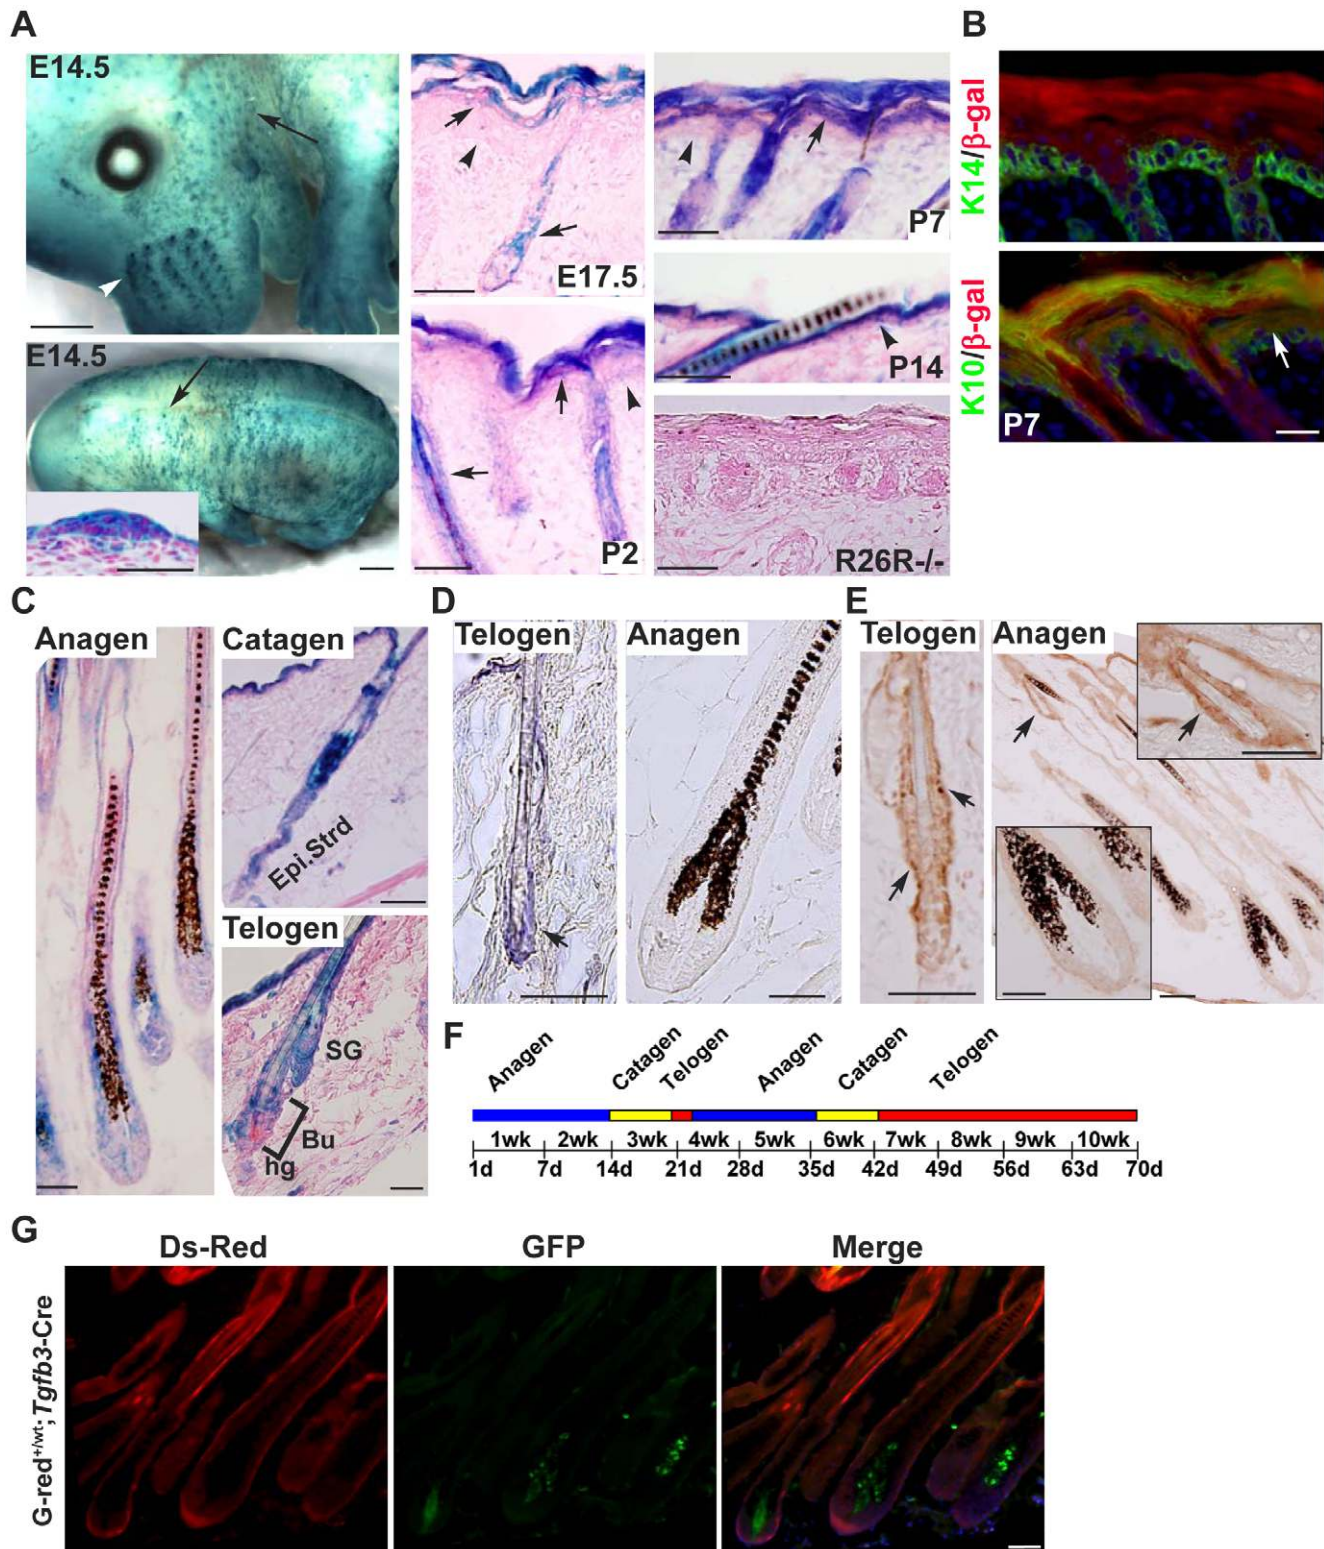 A
B
E14.5
E14.5
E17.5
P2
P7
P14
R26R-/-
K14/β-gal
K10/β-gal
P7
C
Anagen
Catagen
Epi.Strd
Telogen
SG
Bu
hg
D
Telogen
Anagen
E
Telogen
Anagen
F
Anagen
Catagen
Telogen
Anagen
Catagen
Telogen
1wk 2wk 3wk 4wk 5wk 6wk 7wk 8wk 9wk 10wk
1d 7d 14d 21d 28d 35d 42d 49d 56d 63d 70d
G
Ds-Red GFP Merge
G-red+/wt;Tgfb3-Cre